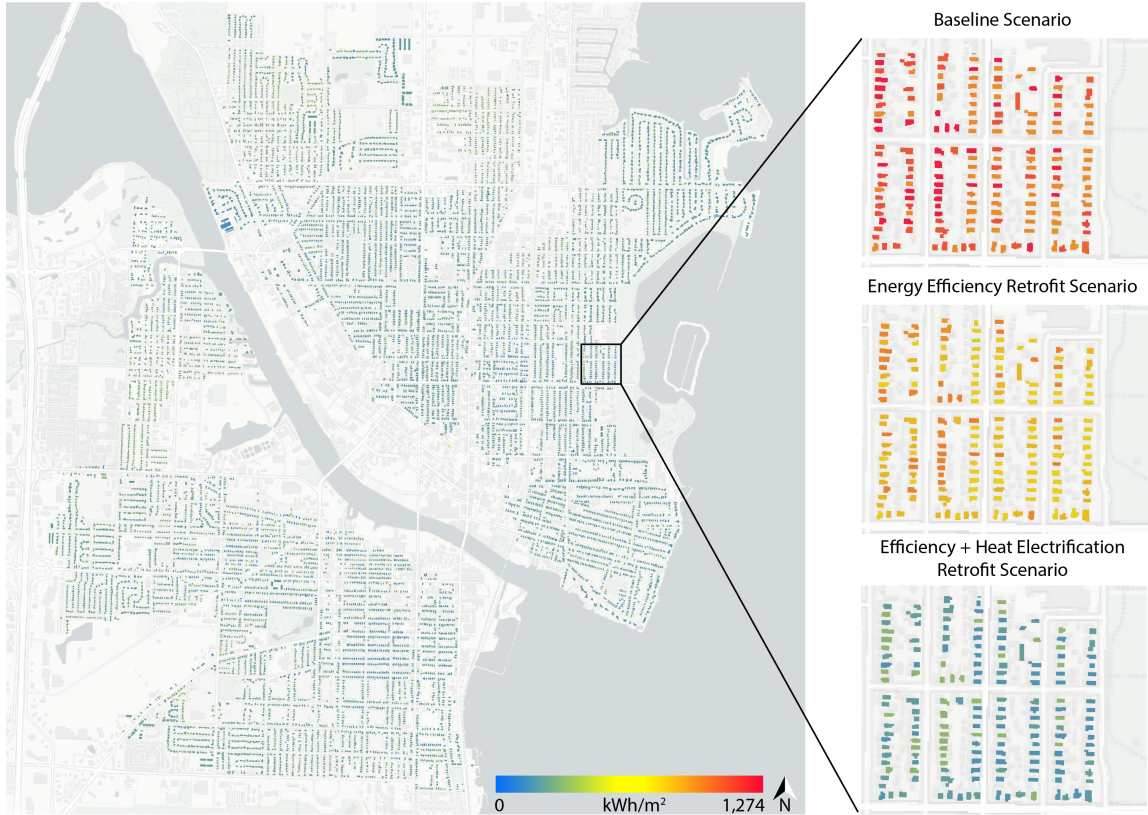 Baseline Scenario
Energy Efficiency Retrofit Scenario
Efficiency + Heat Electrification
Retrofit Scenario
0
kWh/m²
1,274
N